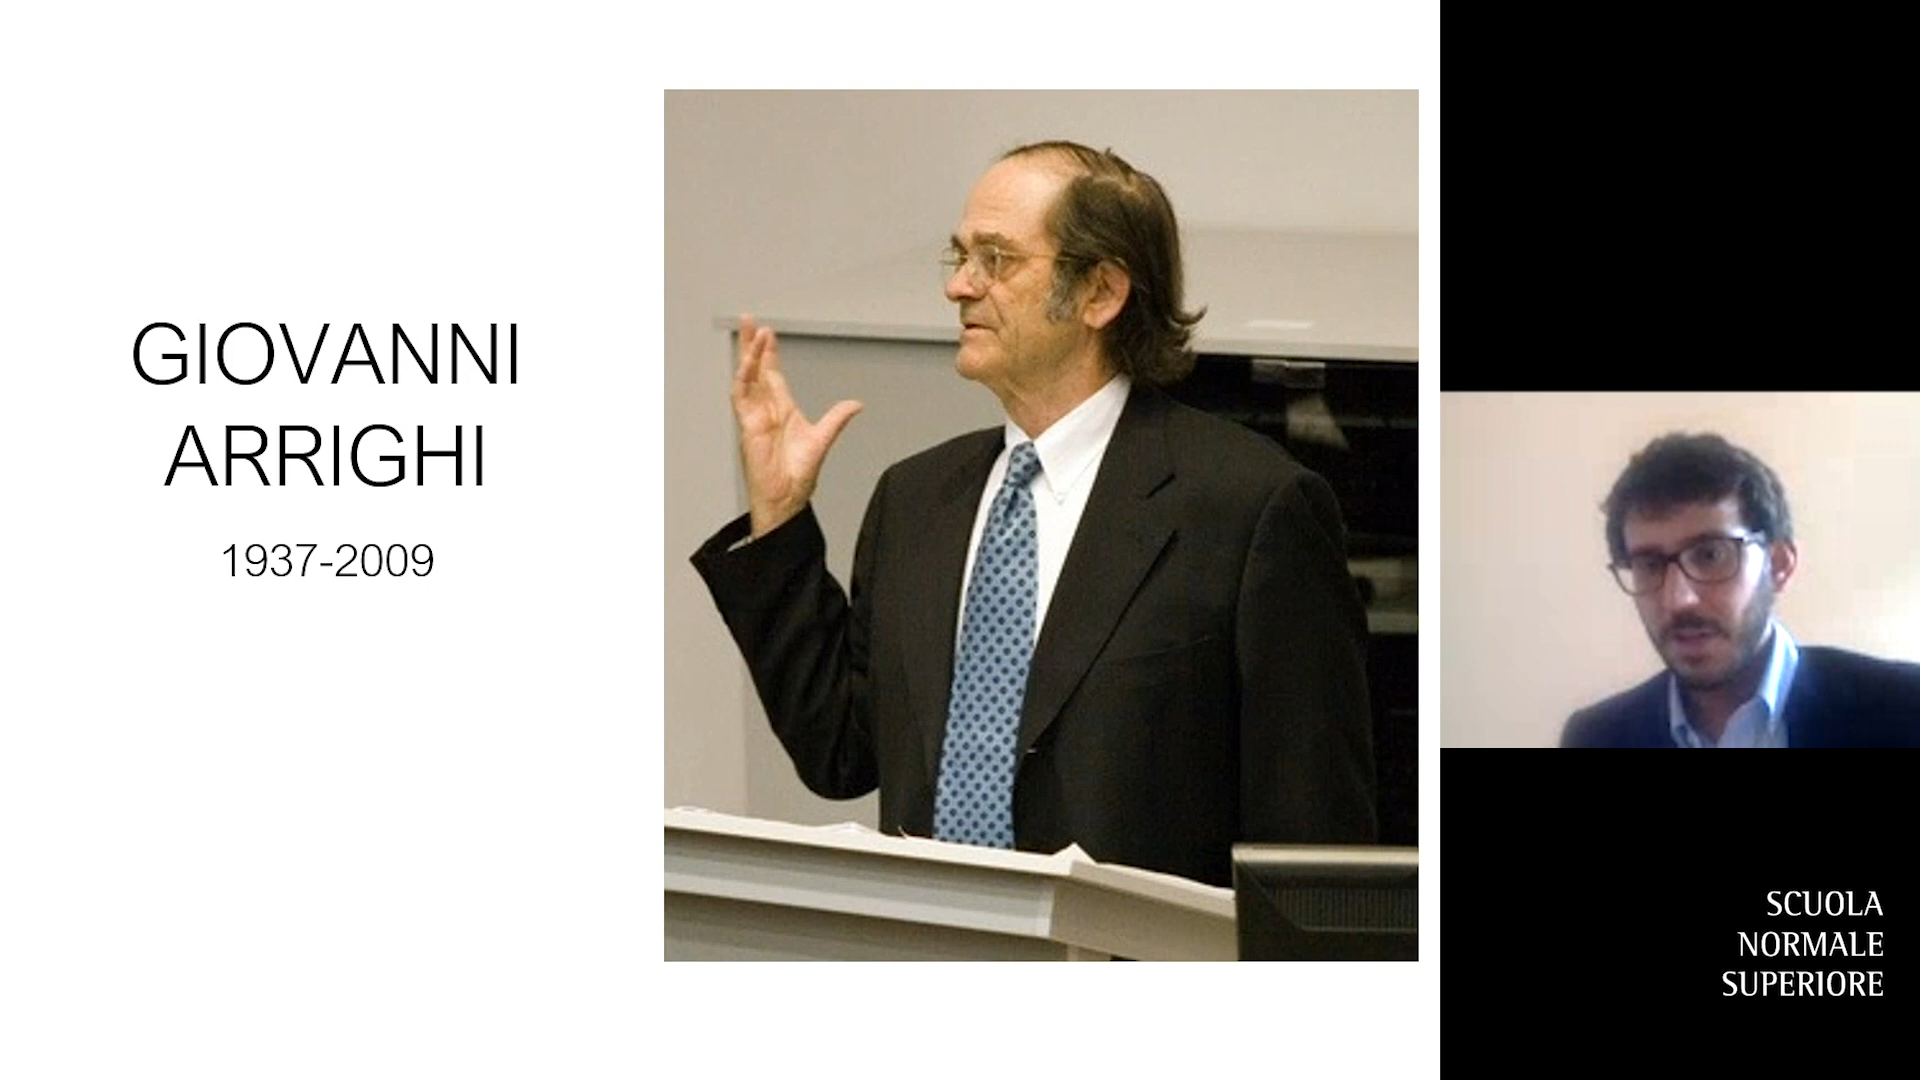 GIOVANNI
ARRIGHI
1937-2009
SCUOLA
NORMALE
SUPERIORE